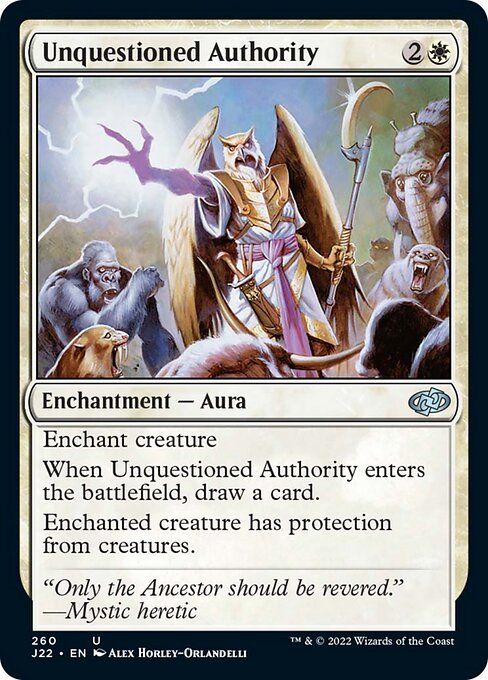 Unquestioned Authority 2
Enchantment — Aura
Enchant creature
When Unquestioned Authority enters
the battlefield, draw a card.
Enchanted creature has protection
from creatures.
“Only the Ancestor should be revered.”
—Mystic heretic
260 U
J22 • EN Alex Horley-Orlandelli
™ & © 2022 Wizards of the Coast